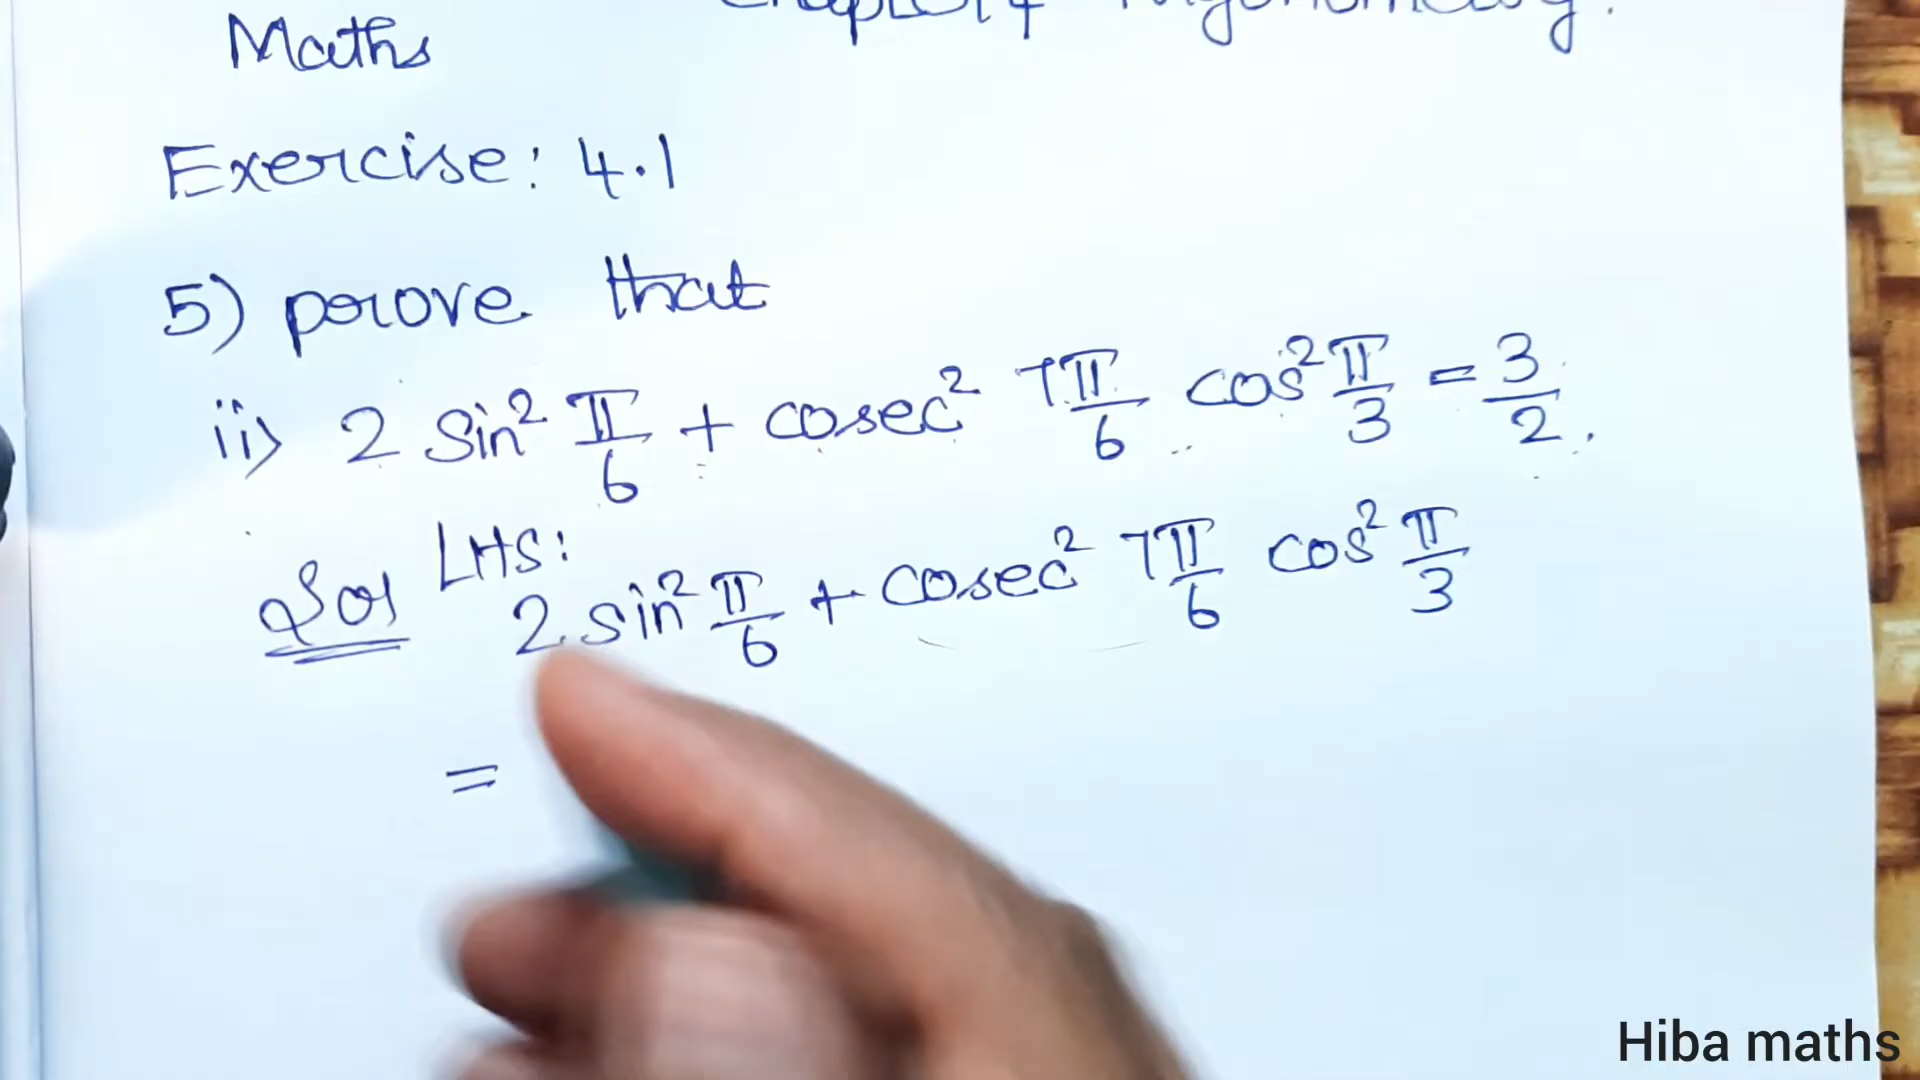 Maths
Exercise: 4.1
5) prove that
ii) 2 Sin² π/6 + cosec² 7π/6 cos² π/3 = 3/2.
Sol LHS:
2 sin² π/6 + cosec² 7π/6 cos² π/3
=
Hiba maths